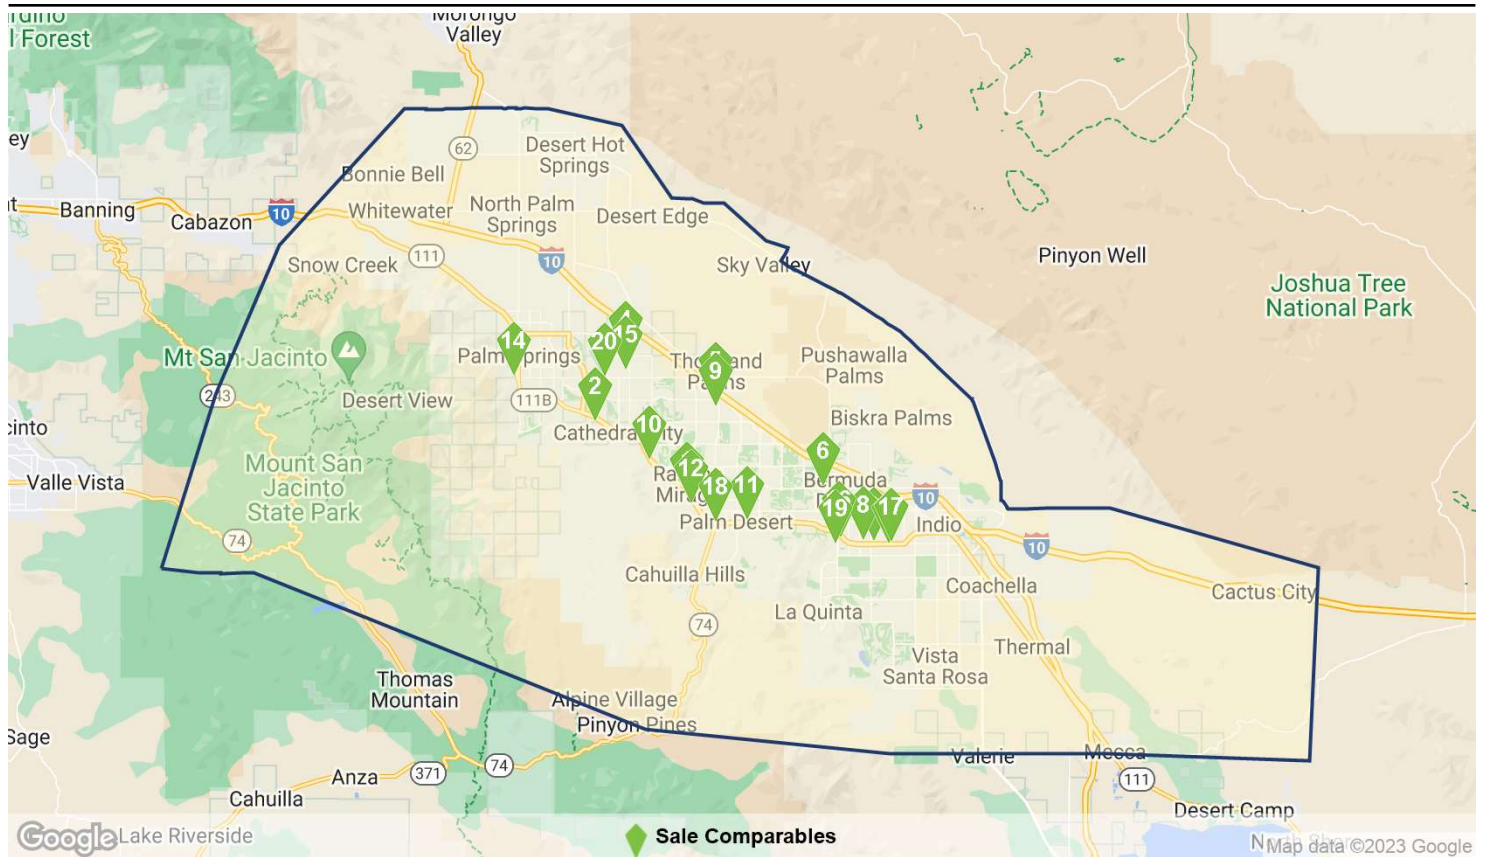 Morongo
Valley
l Forest
ey
62
Desert Hot
Springs
Bonnie Bell
Banning
Cabazon
10
Whitewater
North Palm
Springs
Desert Edge
111
10
Snow Creek
Sky Valley
Pinyon Well
Joshua Tree
National Park
14
20
15
Mt San Jacinto
Palm Springs
9
Pushawalla
Palms
2
243
Desert View
111B
Biskra Palms
cinto
10
Cathedral City
6
Valle Vista
Mount San
Jacinto
State Park
12
18
11
Bermuda
19
8
17
10
Indio
Palm Desert
74
10
Cahuilla Hills
Coachella
Cactus City
La Quinta
74
Thermal
Vista
Santa Rosa
Thomas
Mountain
Alpine Village
Pinyon Pines
Sage
Valerie
Mecca
Anza
371
74
111
Cahuilla
Desert Camp
Google
Lake Riverside
Sale Comparables
Map data ©2023 Google